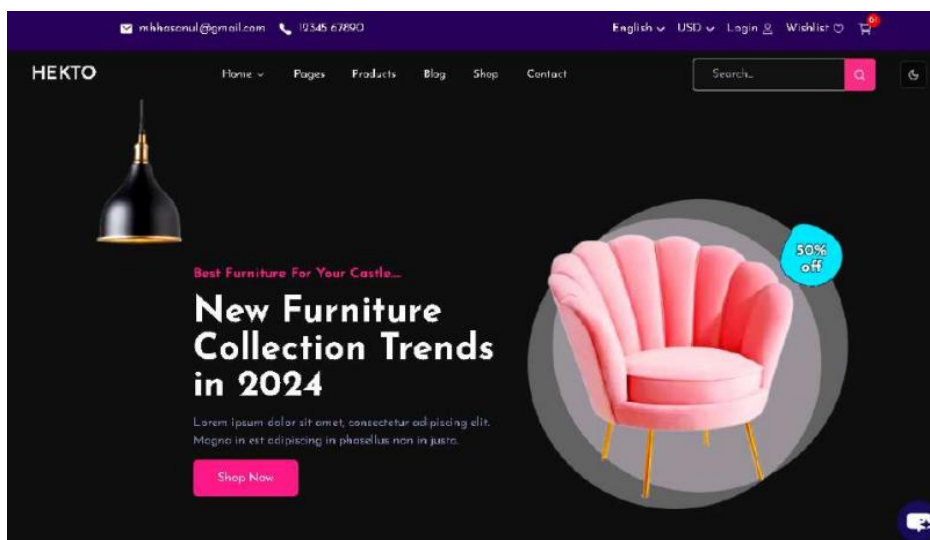 mhhasanul@gmail.com 12345 67890 English USD Login Wishlist
HEKTO Home Pages Products Blog Shop Contact Search...
Best Furniture For Your Castle....
New Furniture
Collection Trends
in 2024
50%
off
Lorem ipsum dolor sit amet, consectetur adipiscing elit.
Magna in est adipiscing in phasellus non in justo.
Shop Now